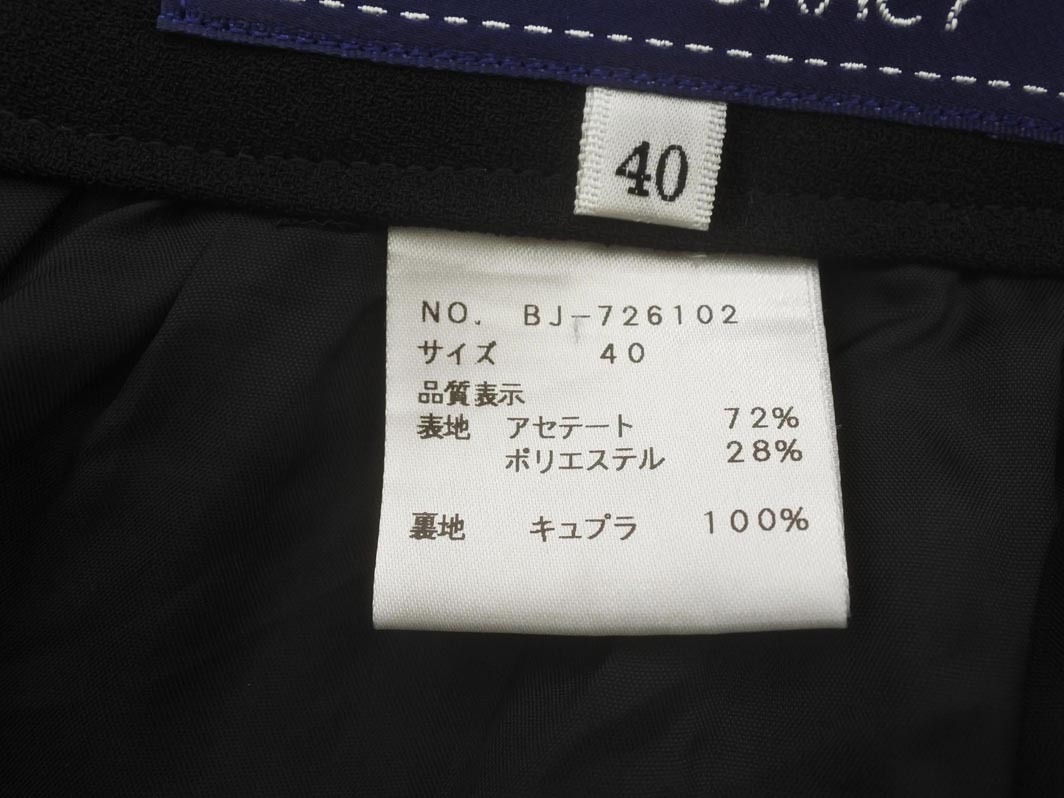 40
NO. BJ-726102
サイズ 40
品質表示
表地 アセテート 72%
ポリエステル 28%
裏地 キュプラ 100%